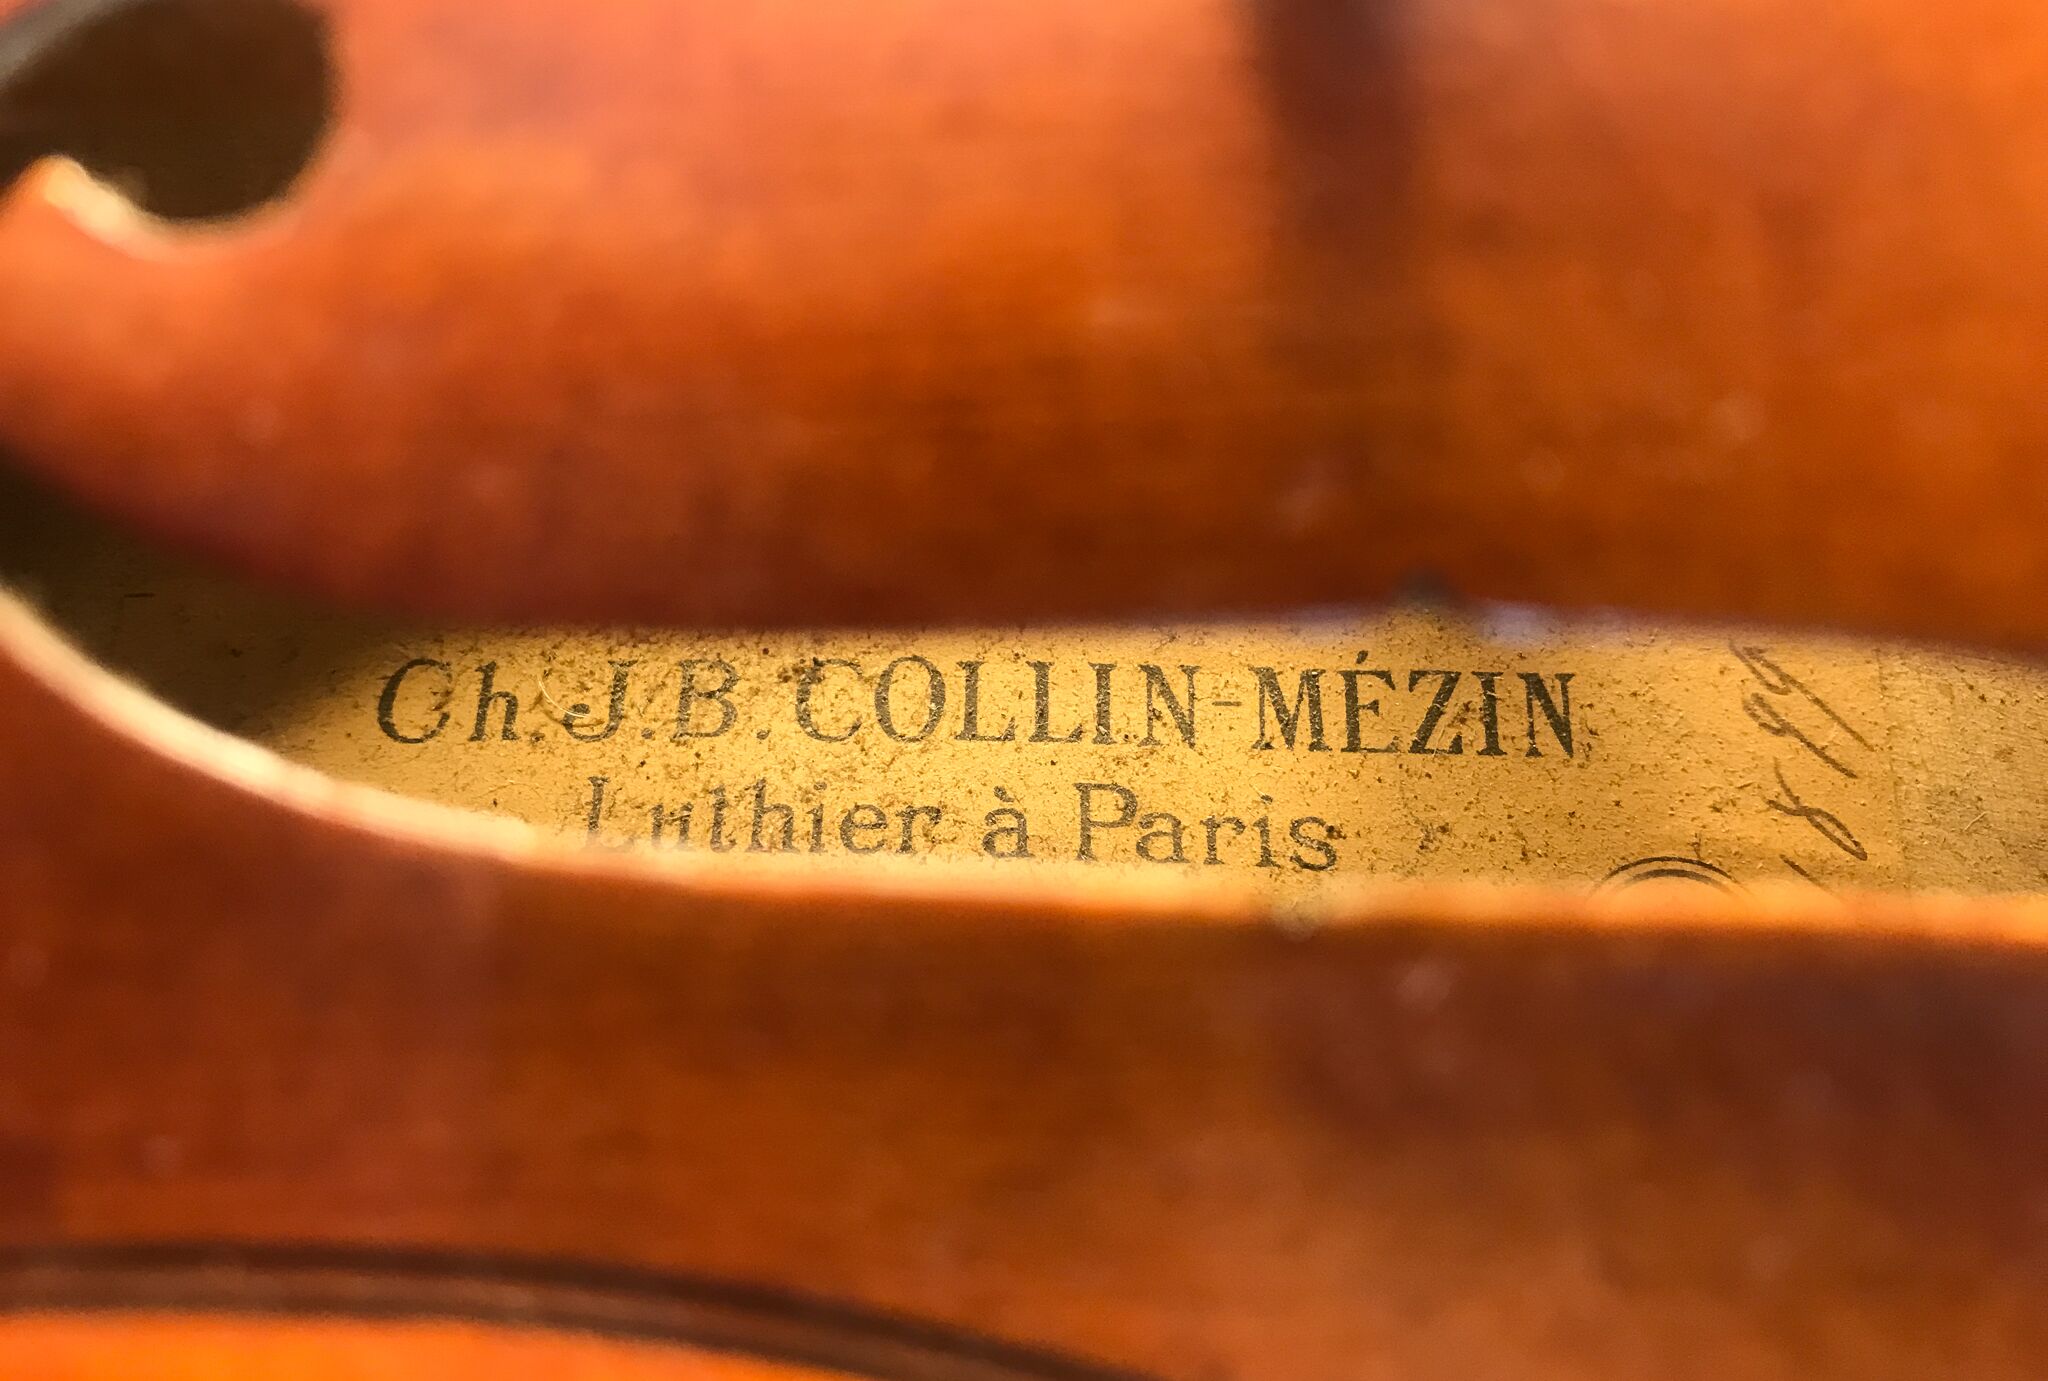 Ch. J. B. COLLIN-MÉZIN
Luthier à Paris